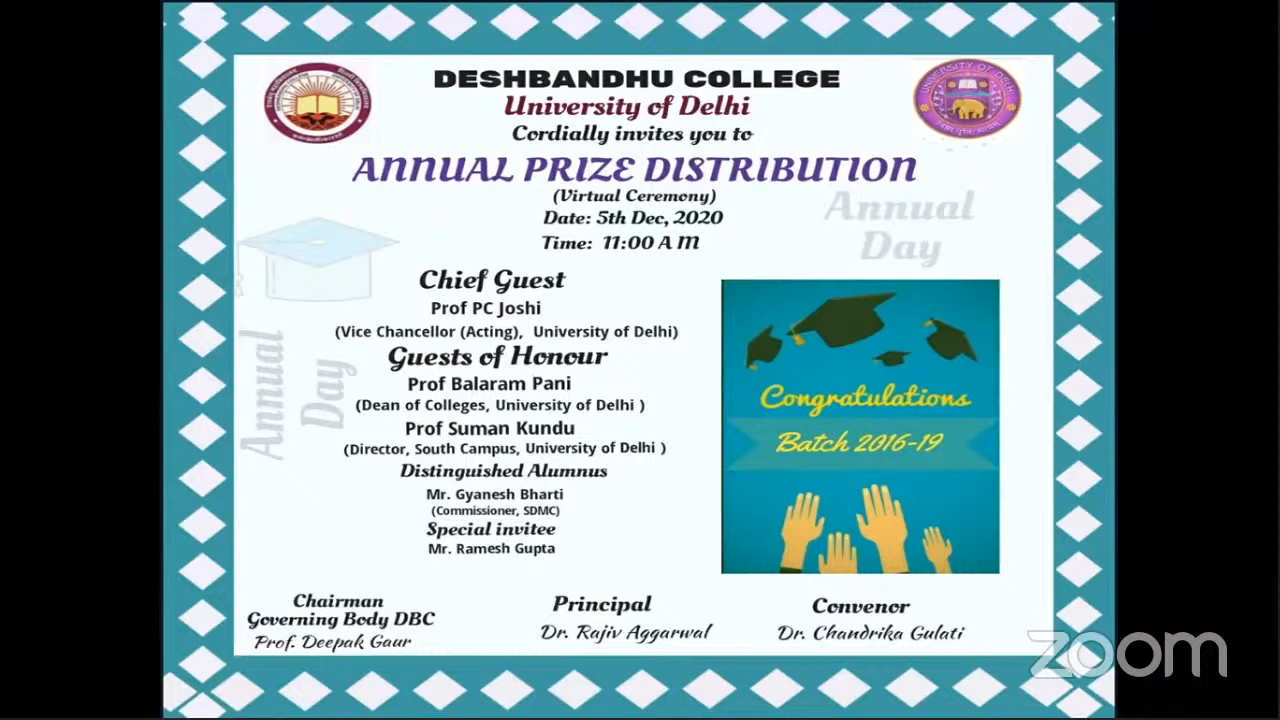 DESHBANDHU COLLEGE
University of Delhi
Cordially invites you to
ANNUAL PRIZE DISTRIBUTION
(Virtual Ceremony)
Date: 5th Dec, 2020
Time: 11:00 A M
UNIVERSITY OF DELHI
Annual
Day
Annual
Day
Chief Guest
Prof PC Joshi
(Vice Chancellor (Acting), University of Delhi)
Guests of Honour
Prof Balaram Pani
(Dean of Colleges, University of Delhi )
Prof Suman Kundu
(Director, South Campus, University of Delhi )
Distinguished Alumnus
Mr. Gyanesh Bharti
(Commissioner, SDMC)
Special invitee
Mr. Ramesh Gupta
Congratulations
Batch 2016-19
Chairman
Governing Body DBC
Prof. Deepak Gaur
Principal
Dr. Rajiv Aggarwal
Convenor
Dr. Chandrika Gulati
zoom